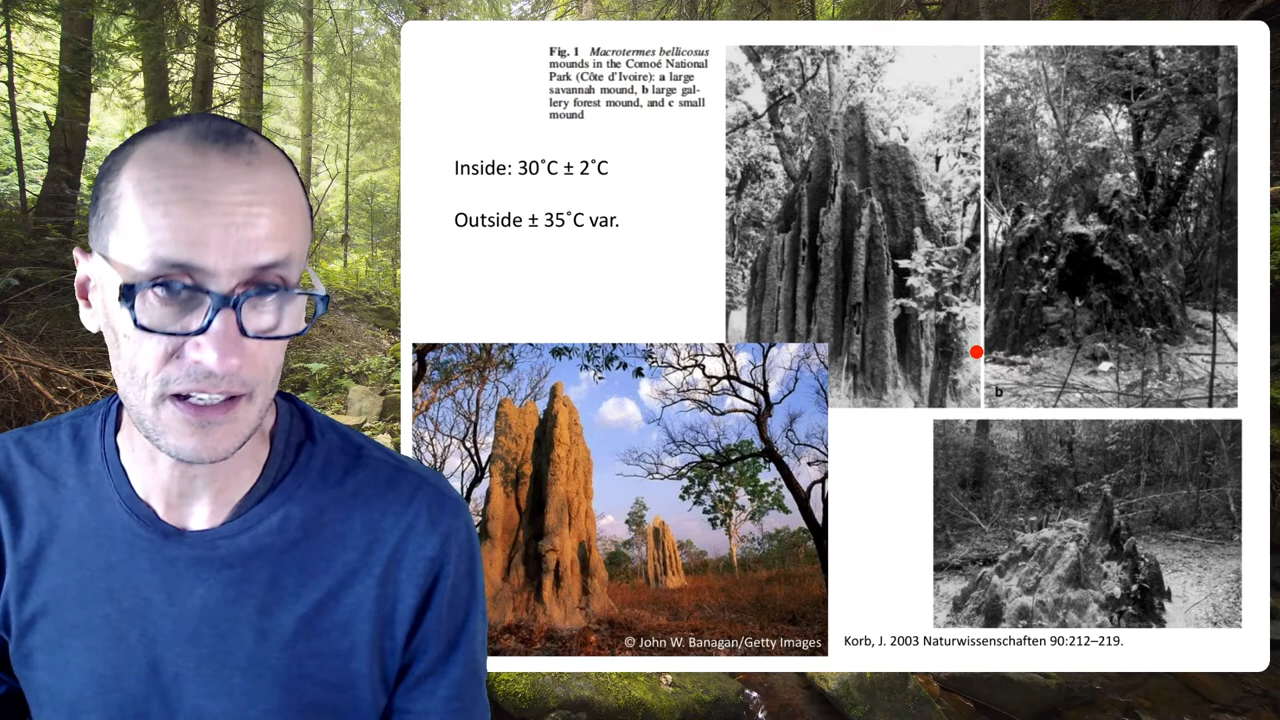 Fig. 1 Macrotermes bellicosus
mounds in the Comoé National
Park (Côte d'Ivoire): a large
savannah mound, b large gal-
lery forest mound, and c small
mound
Inside: 30˚C ± 2˚C
Outside ± 35˚C var.
b
© John W. Banagan/Getty Images
Korb, J. 2003 Naturwissenschaften 90:212–219.